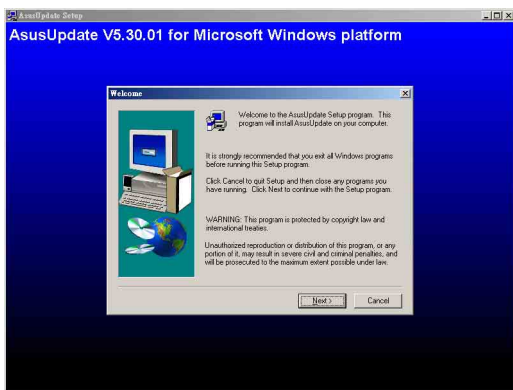 AsusUpdate Setup
AsusUpdate V5.30.01 for Microsoft Windows platform
Welcome
Welcome to the AsusUpdate Setup program. This
program will install AsusUpdate on your computer.
It is strongly recommended that you exit all Windows programs
before running this Setup program.
Click Cancel to quit Setup and then close any programs you
have running. Click Next to continue with the Setup program.
WARNING: This program is protected by copyright law and
international treaties.
Unauthorized reproduction or distribution of this program, or any
portion of it, may result in severe civil and criminal penalties, and
will be prosecuted to the maximum extent possible under law.
Next > Cancel